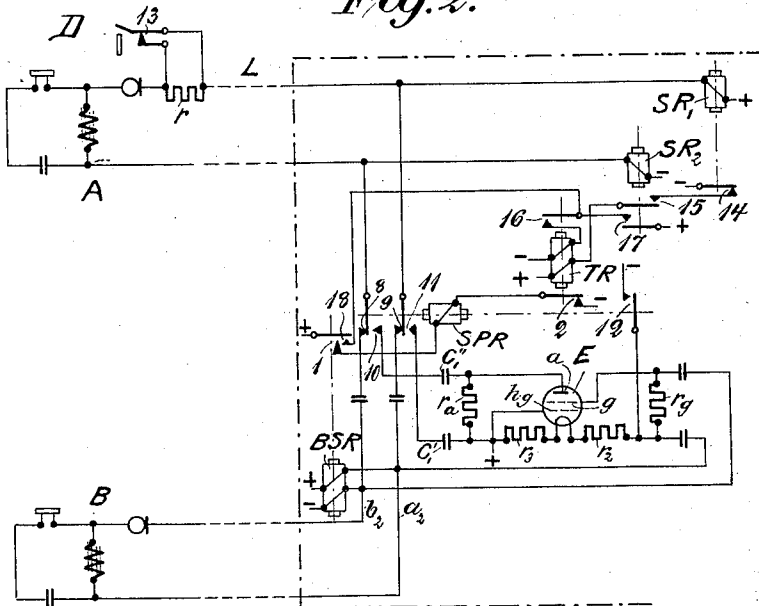 Fig. 2.
D
13
r
L
A
SR1
+
SR2
-
-
14
15
16
17
+
-
+
TR
-
2
-
12
+
18
1
8
9
11
10
SPR
C1''
a
E
ra
hg
g
rg
C1'
+
r3
r2
BSR
+
-
b2
a2
B